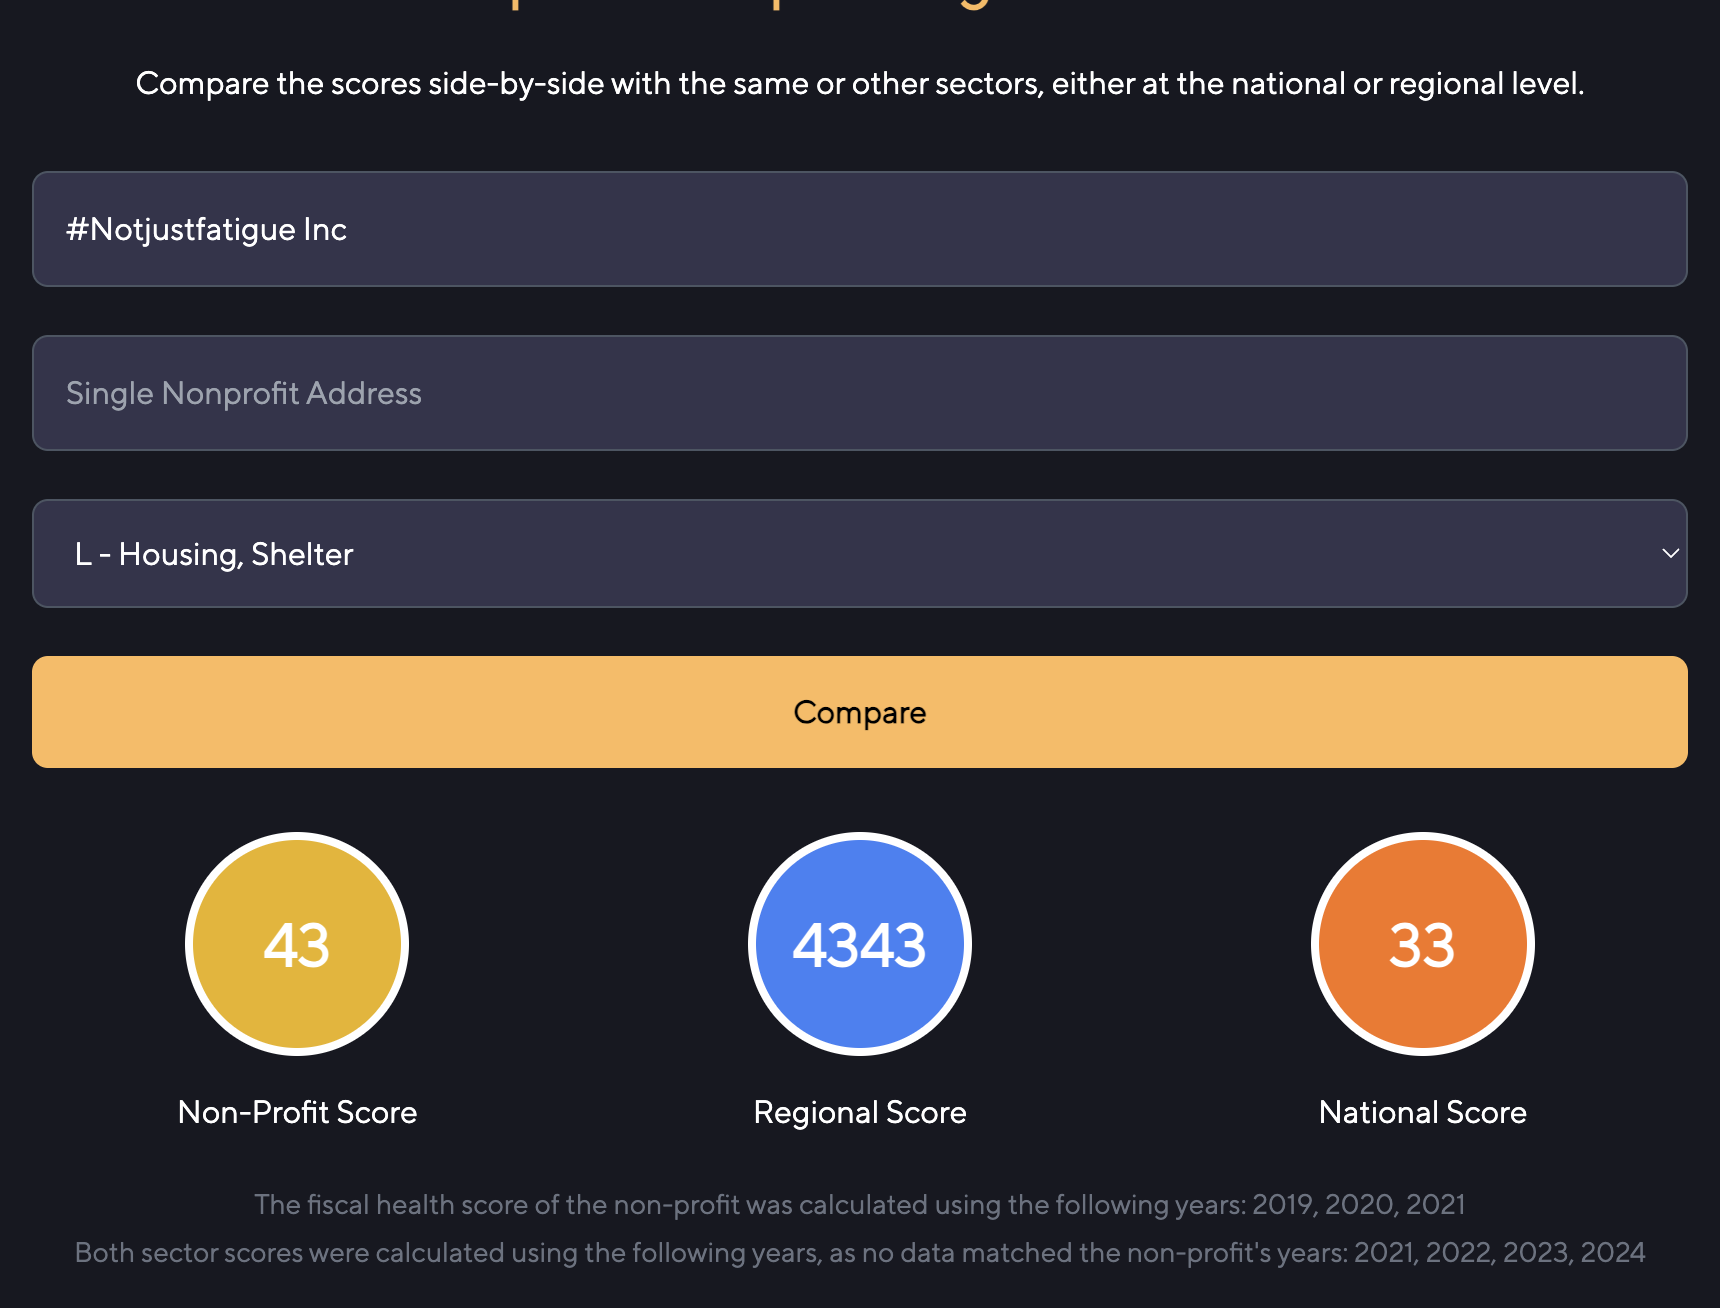 Compare the scores side-by-side with the same or other sectors, either at the national or regional level.
#Notjustfatigue Inc
Single Nonprofit Address
L - Housing, Shelter
Compare
43
4343
33
Non-Profit Score
Regional Score
National Score
The fiscal health score of the non-profit was calculated using the following years: 2019, 2020, 2021
Both sector scores were calculated using the following years, as no data matched the non-profit's years: 2021, 2022, 2023, 2024